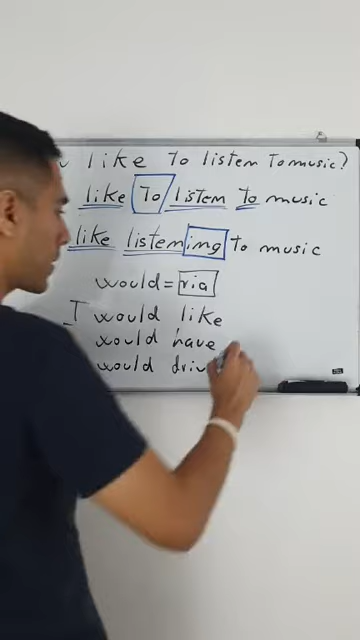 like to listen to music?
like to listen to music
like listening to music
would = ria
I would like
would have
would